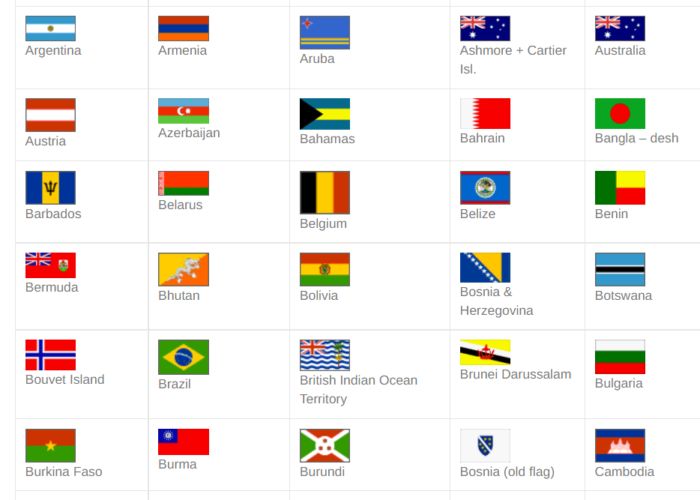 Argentina
Armenia
Aruba
Ashmore + Cartier
Isl.
Australia
Austria
Azerbaijan
Bahamas
Bahrain
Bangla – desh
Barbados
Belarus
Belgium
Belize
Benin
Bermuda
Bhutan
Bolivia
Bosnia &
Herzegovina
Botswana
Bouvet Island
Brazil
British Indian Ocean
Territory
Brunei Darussalam
Bulgaria
Burkina Faso
Burma
Burundi
Bosnia (old flag)
Cambodia